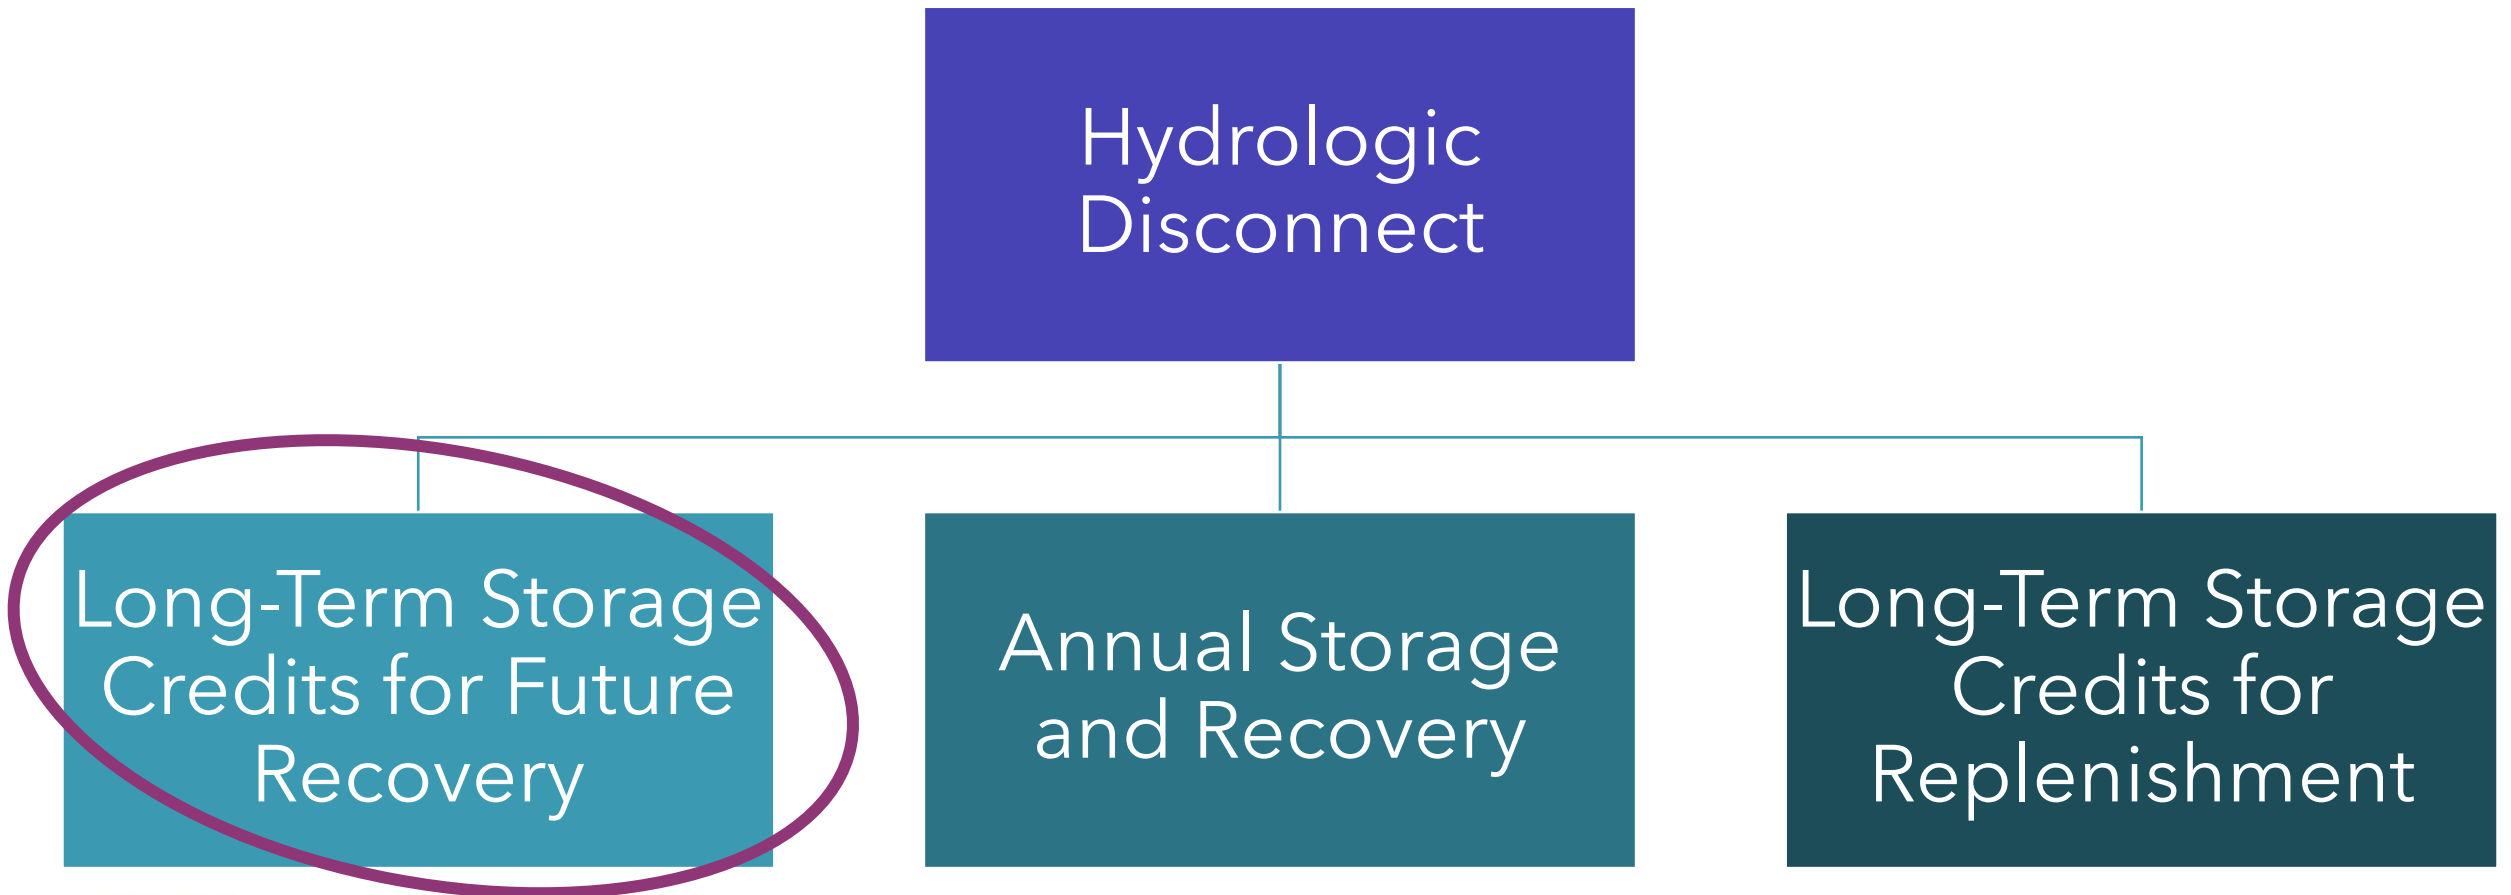 Hydrologic
Disconnect
Long-Term Storage
Credits for Future
Recovery
Annual Storage
and Recovery
Long-Term Storage
Credits for
Replenishment